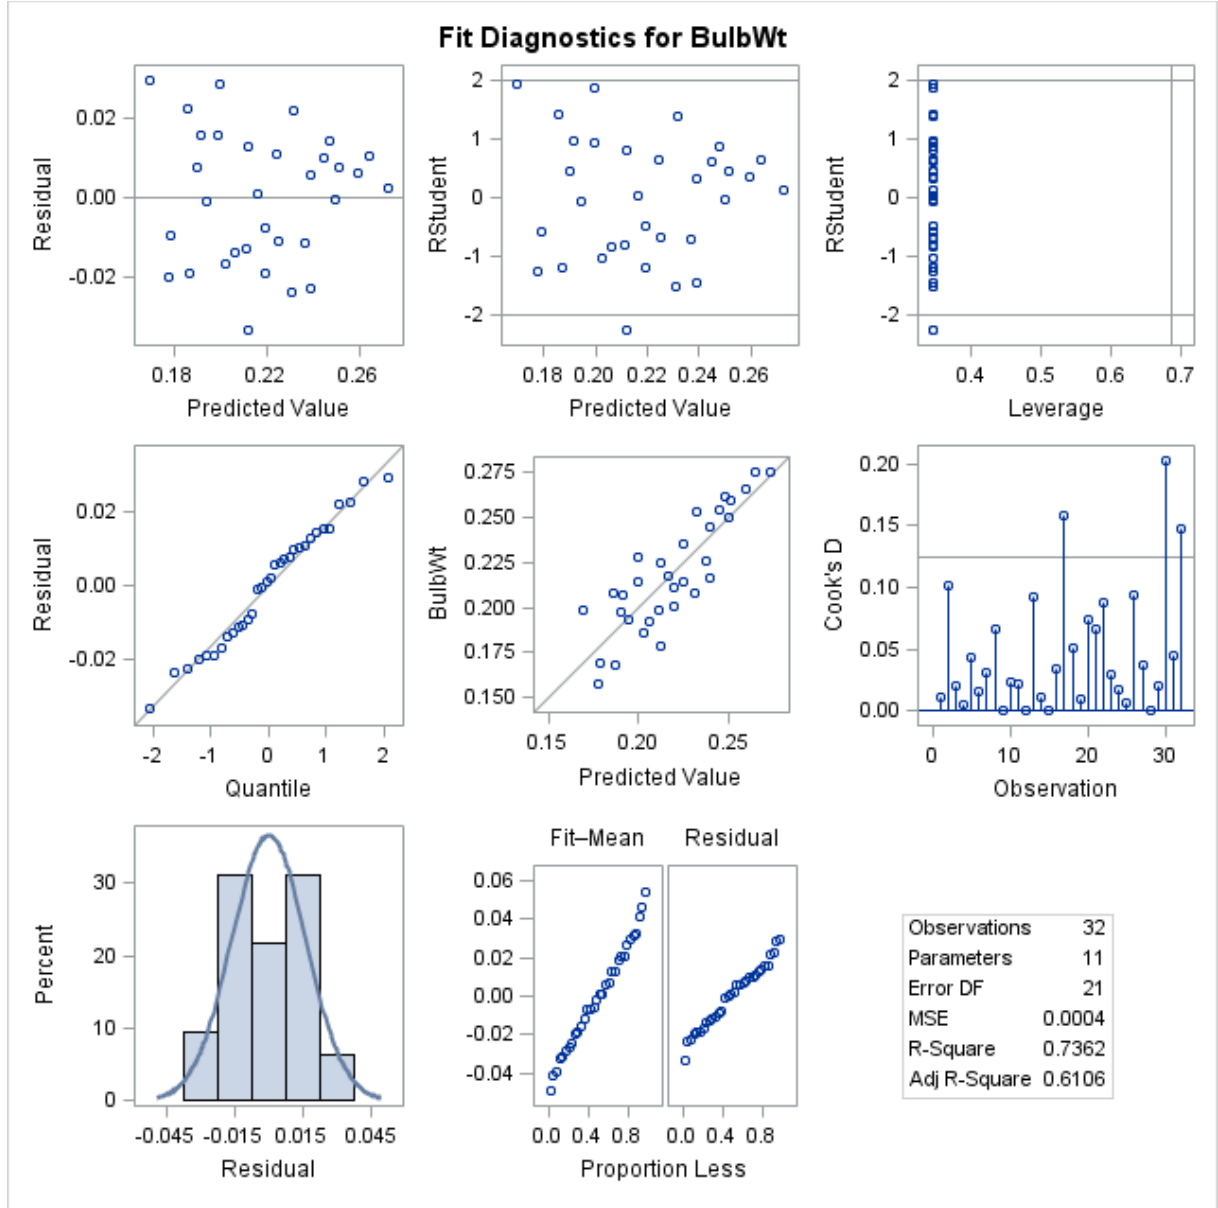 Fit Diagnostics for BulbWt
Residual
0.02
0.00
-0.02
0.18 0.22 0.26
Predicted Value
RStudent
2
1
0
-1
-2
0.18 0.20 0.22 0.24 0.26
Predicted Value
RStudent
2
1
0
-1
-2
0.4 0.5 0.6 0.7
Leverage
Residual
0.02
0.00
-0.02
-2 -1 0 1 2
Quantile
BulbWt
0.275
0.250
0.225
0.200
0.175
0.150
0.15 0.20 0.25
Predicted Value
Cook's D
0.20
0.15
0.10
0.05
0.00
0 10 20 30
Observation
Percent
30
20
10
0
-0.045 -0.015 0.015 0.045
Residual
Fit–Mean Residual
0.06
0.04
0.02
0.00
-0.02
-0.04
0.0 0.4 0.8 0.0 0.4 0.8
Proportion Less
Observations 32
Parameters 11
Error DF 21
MSE 0.0004
R-Square 0.7362
Adj R-Square 0.6106